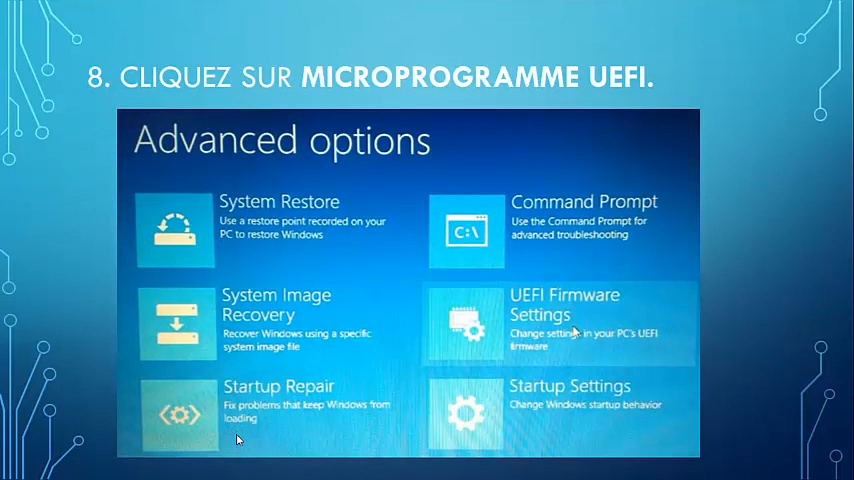 8. CLIQUEZ SUR MICROPROGRAMME UEFI.
Advanced options
System Restore
Use a restore point recorded on your
PC to restore Windows
Command Prompt
Use the Command Prompt for
advanced troubleshooting
System Image
Recovery
Recover Windows using a specific
system image file
UEFI Firmware
Settings
Change settings in your PC's UEFI
firmware
Startup Repair
Fix problems that keep Windows from
loading
Startup Settings
Change Windows startup behavior
C:\